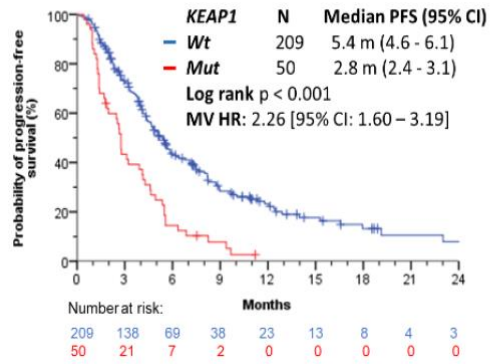 KEAP1 N Median PFS (95% CI)
Wt 209 5.4 m (4.6 - 6.1)
Mut 50 2.8 m (2.4 - 3.1)
Log rank p < 0.001
MV HR: 2.26 [95% CI: 1.60 – 3.19]
Probability of progression-free
survival (%)
100
80
60
40
20
0
0 3 6 9 12 15 18 21 24
Number at risk: Months
209 138 69 38 23 13 8 4 3
50 21 7 2 0 0 0 0 0